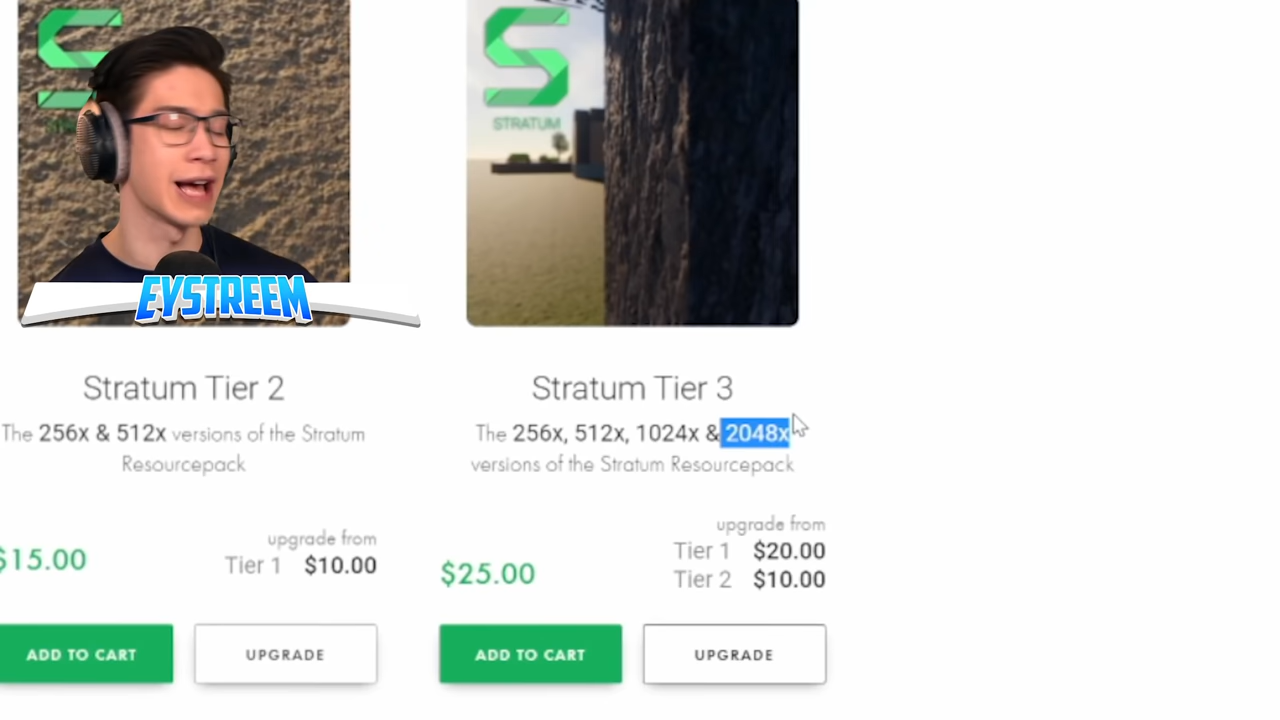 STRATUM
EYSTREEM
Stratum Tier 2
The 256x & 512x versions of the Stratum
Resourcepack
$15.00
upgrade from
Tier 1 $10.00
ADD TO CART
UPGRADE
Stratum Tier 3
The 256x, 512x, 1024x & 2048x
versions of the Stratum Resourcepack
$25.00
upgrade from
Tier 1 $20.00
Tier 2 $10.00
ADD TO CART
UPGRADE